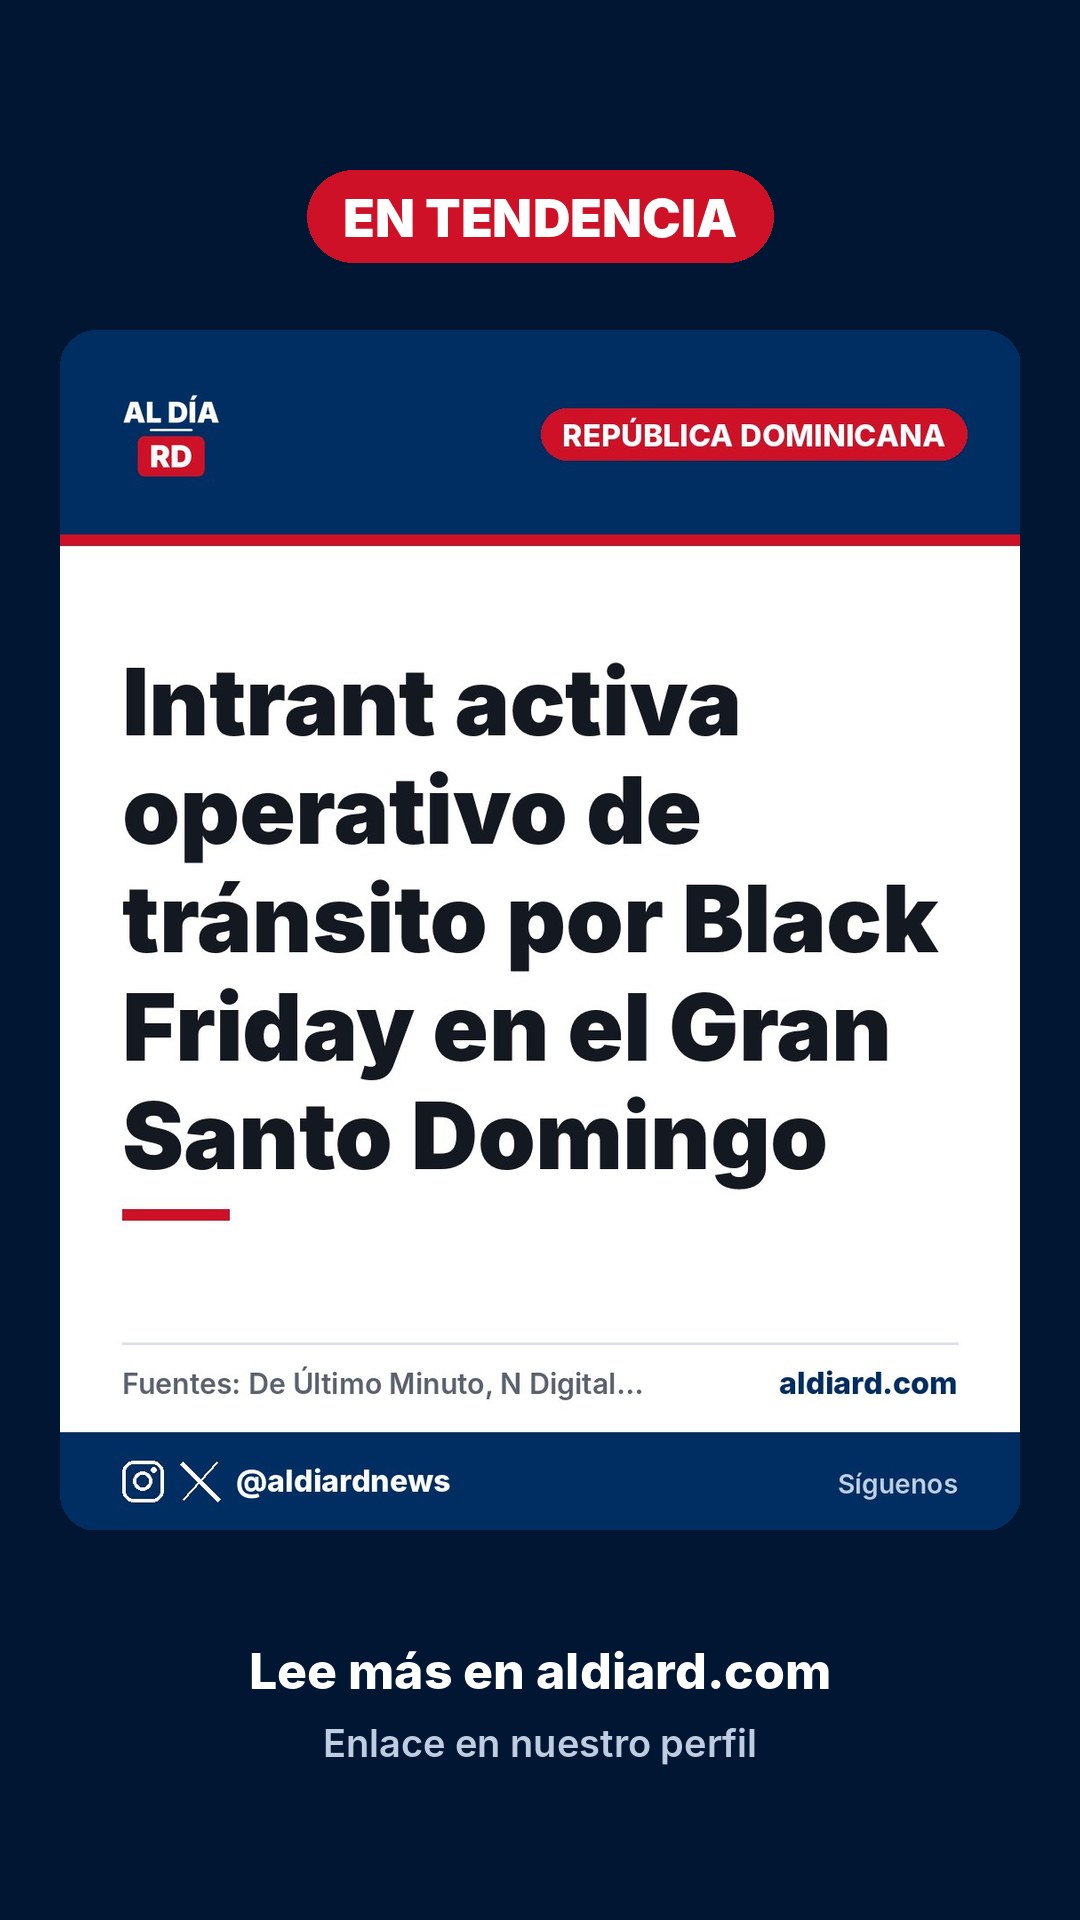 EN TENDENCIA
AL DÍA
RD
REPÚBLICA DOMINICANA
Intrant activa
operativo de
tránsito por Black
Friday en el Gran
Santo Domingo
Fuentes: De Último Minuto, N Digital...
aldiard.com
@aldiardnews
Síguenos
Lee más en aldiard.com
Enlace en nuestro perfil